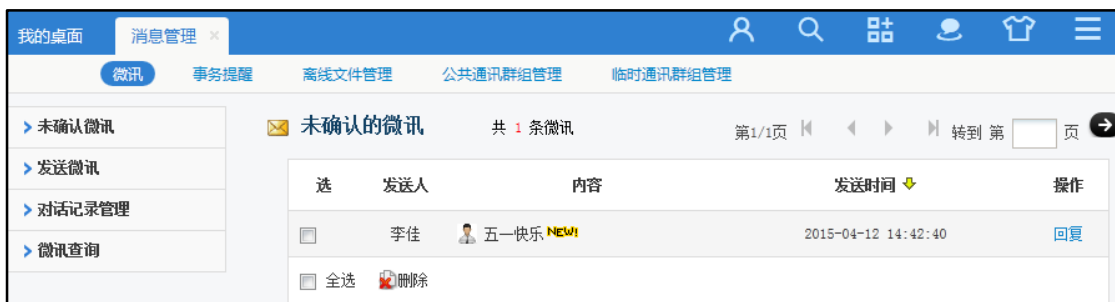 我的桌面 消息管理 ×
微讯 事务提醒 离线文件管理 公共通讯群组管理 临时通讯群组管理
未确认微讯
发送微讯
对话记录管理
微讯查询
未确认的微讯 共 1 条微讯 第1/1页 转到 第 页
选 发送人 内容 发送时间 操作
李佳 五一快乐 NEW! 2015-04-12 14:42:40 回复
全选 删除